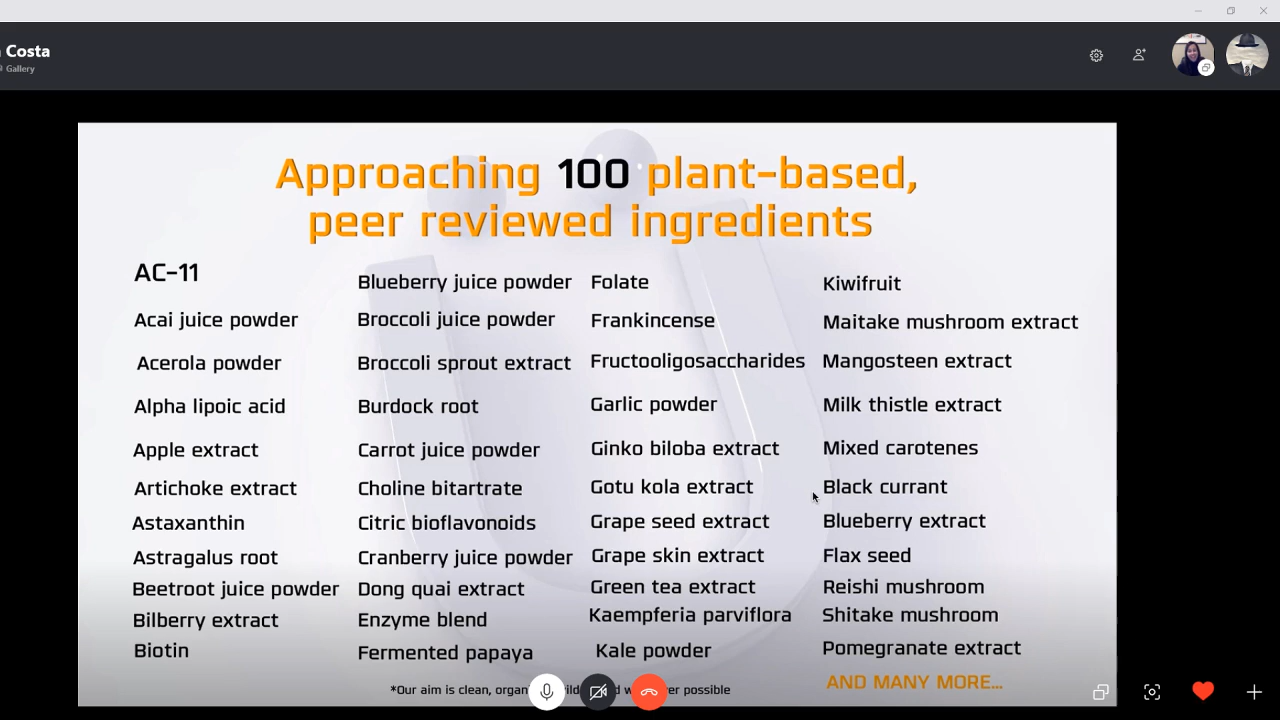 Costa
Gallery
Approaching 100 plant-based,
peer reviewed ingredients
AC-11
Acai juice powder
Acerola powder
Alpha lipoic acid
Apple extract
Artichoke extract
Astaxanthin
Astragalus root
Beetroot juice powder
Bilberry extract
Biotin
Blueberry juice powder
Broccoli juice powder
Broccoli sprout extract
Burdock root
Carrot juice powder
Choline bitartrate
Citric bioflavonoids
Cranberry juice powder
Dong quai extract
Enzyme blend
Fermented papaya
Folate
Frankincense
Fructooligosaccharides
Garlic powder
Ginko biloba extract
Gotu kola extract
Grape seed extract
Grape skin extract
Green tea extract
Kaempferia parviflora
Kale powder
Kiwifruit
Maitake mushroom extract
Mangosteen extract
Milk thistle extract
Mixed carotenes
Black currant
Blueberry extract
Flax seed
Reishi mushroom
Shitake mushroom
Pomegranate extract
AND MANY MORE...
*Our aim is clean, possible